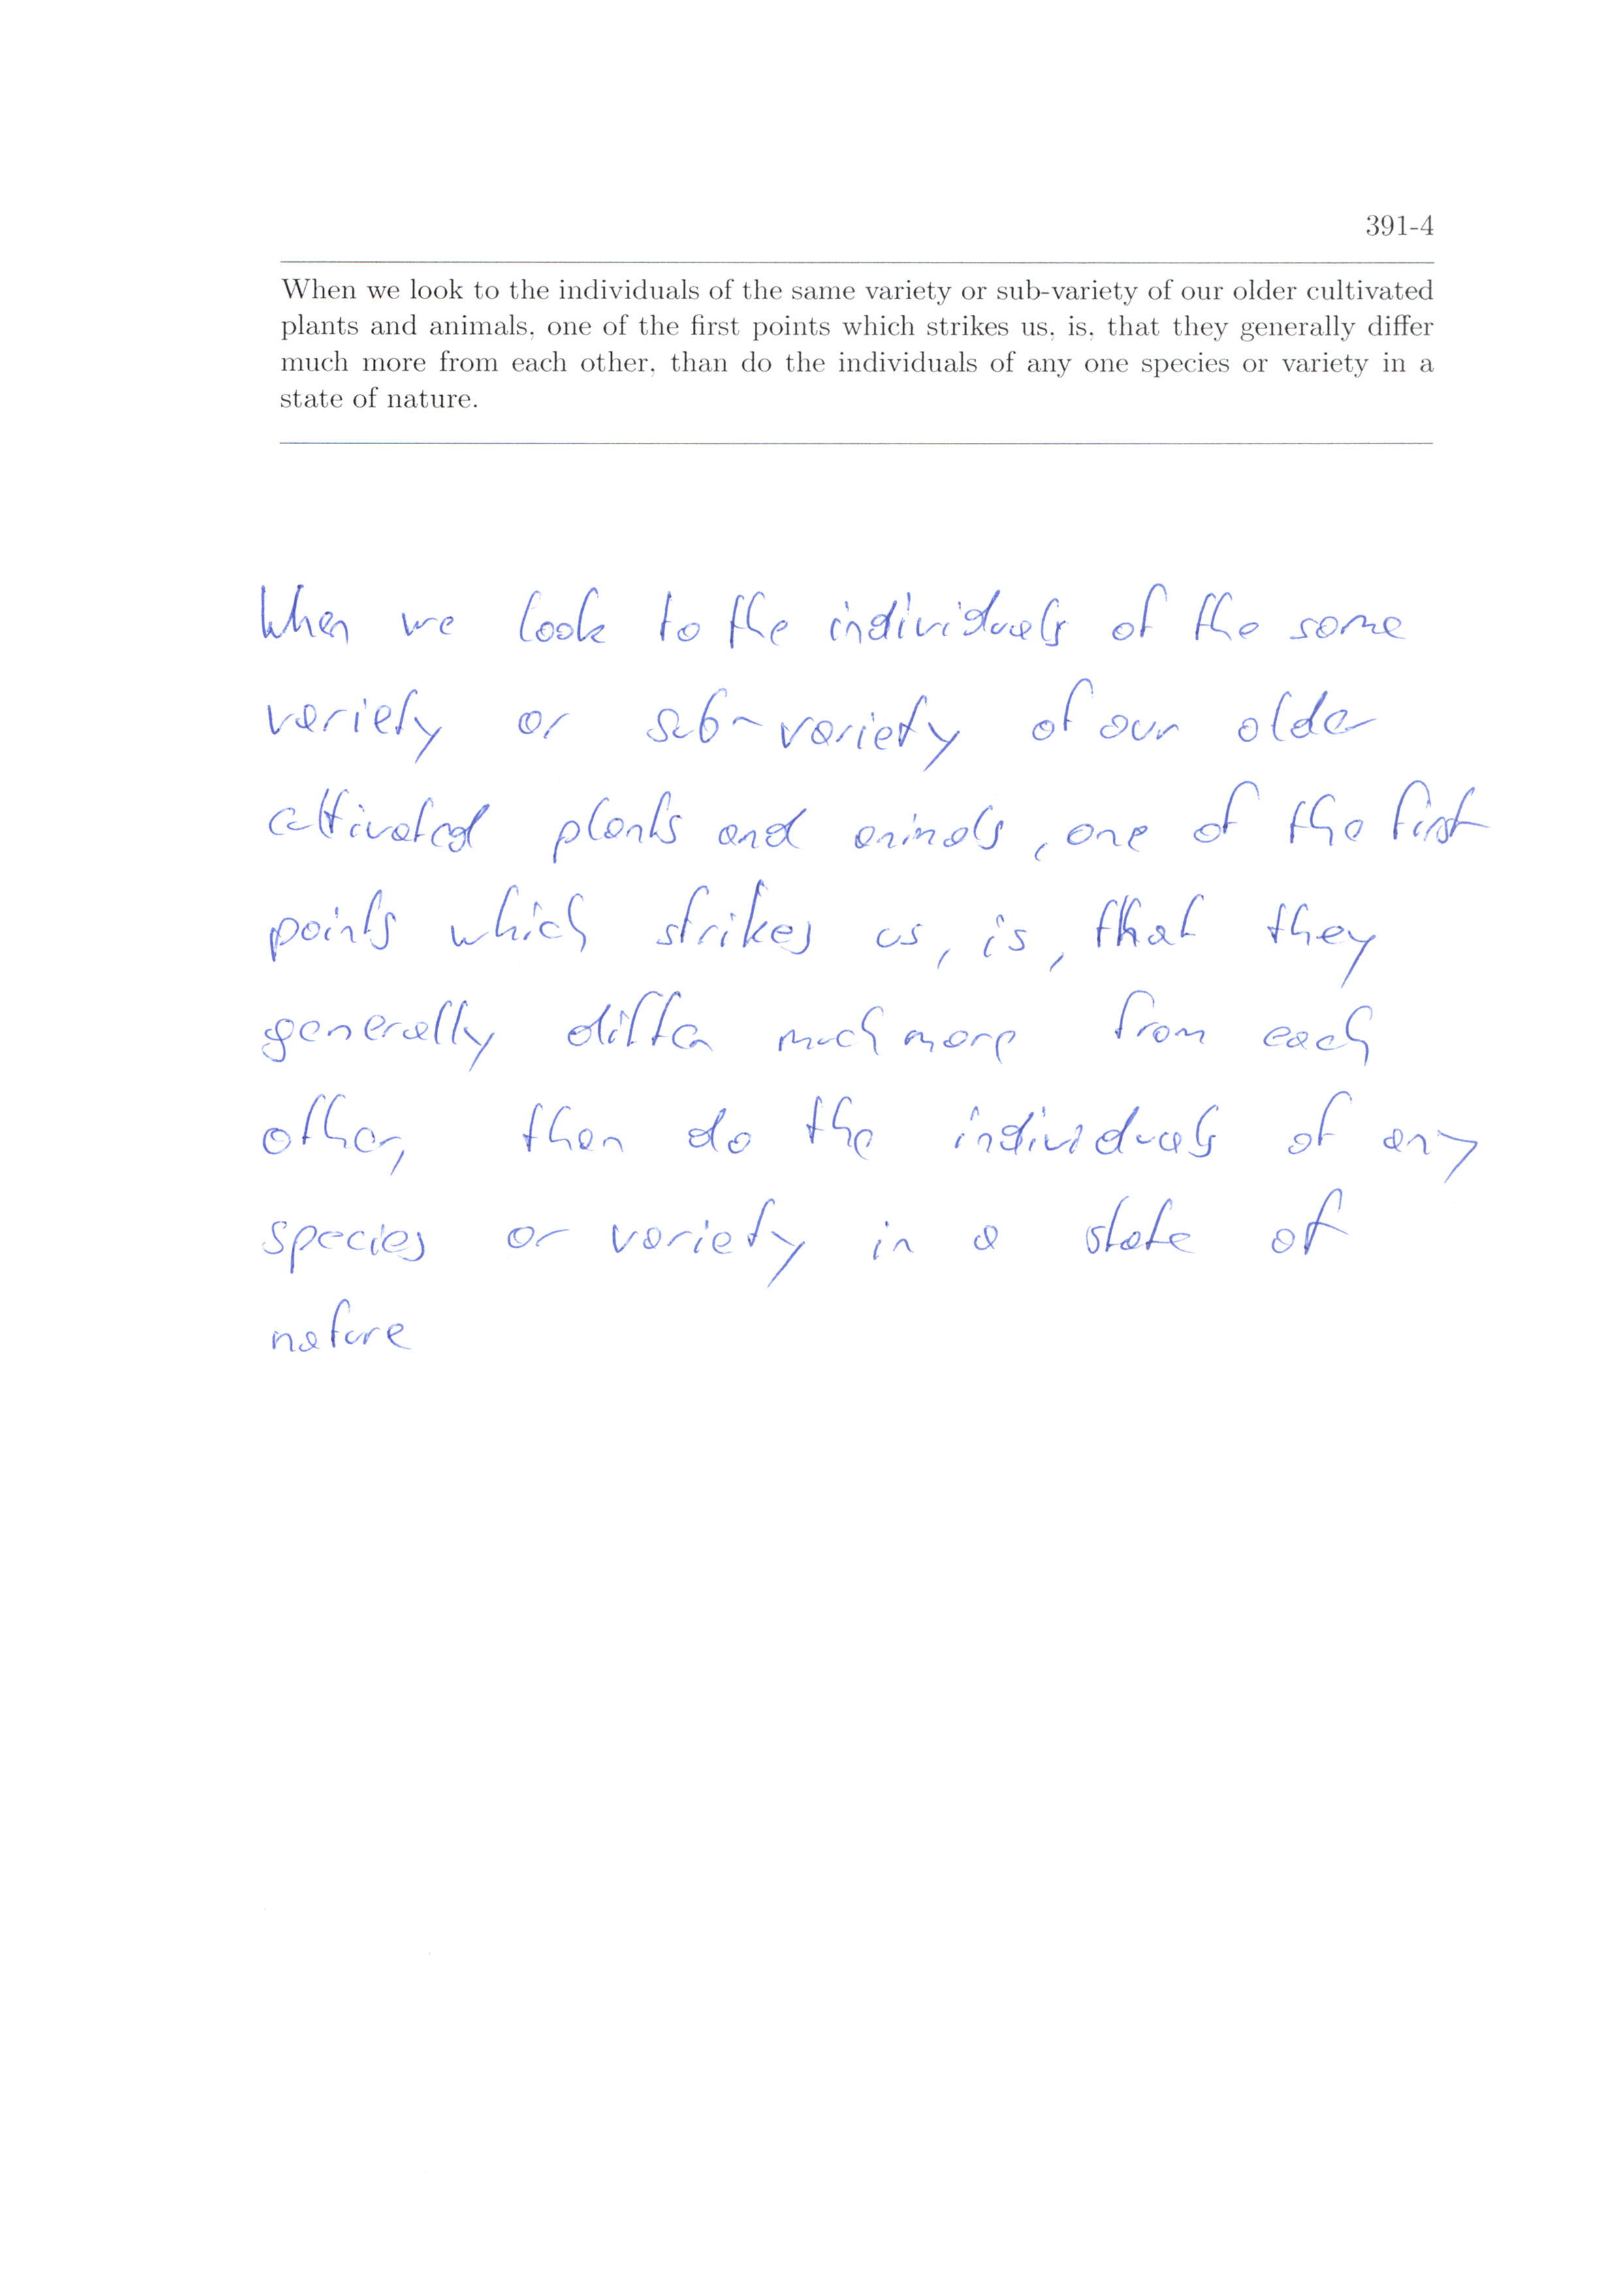 391-4
When we look to the individuals of the same variety or sub-variety of our older cultivated
plants and animals, one of the first points which strikes us, is, that they generally differ
much more from each other, than do the individuals of any one species or variety in a
state of nature.
When we look to the individuals of the same
variety or sub-variety of our older
cultivated plants and animals, one of the first
points which strikes us, is, that they
generally differ much more from each
other, than do the individuals of any
species or variety in a state of
nature